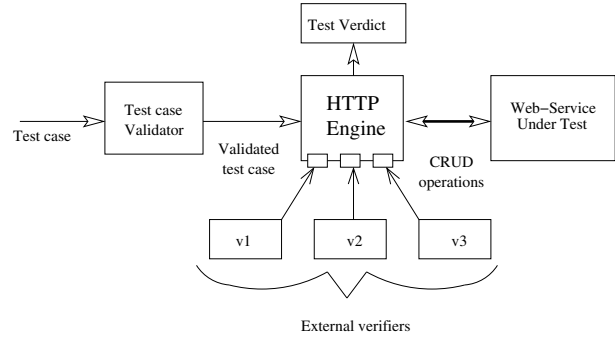 Test Verdict
HTTP
Engine
Test case
Validator
Web-Service
Under Test
Test case
Validated
test case
CRUD
operations
v1
v2
v3
External verifiers